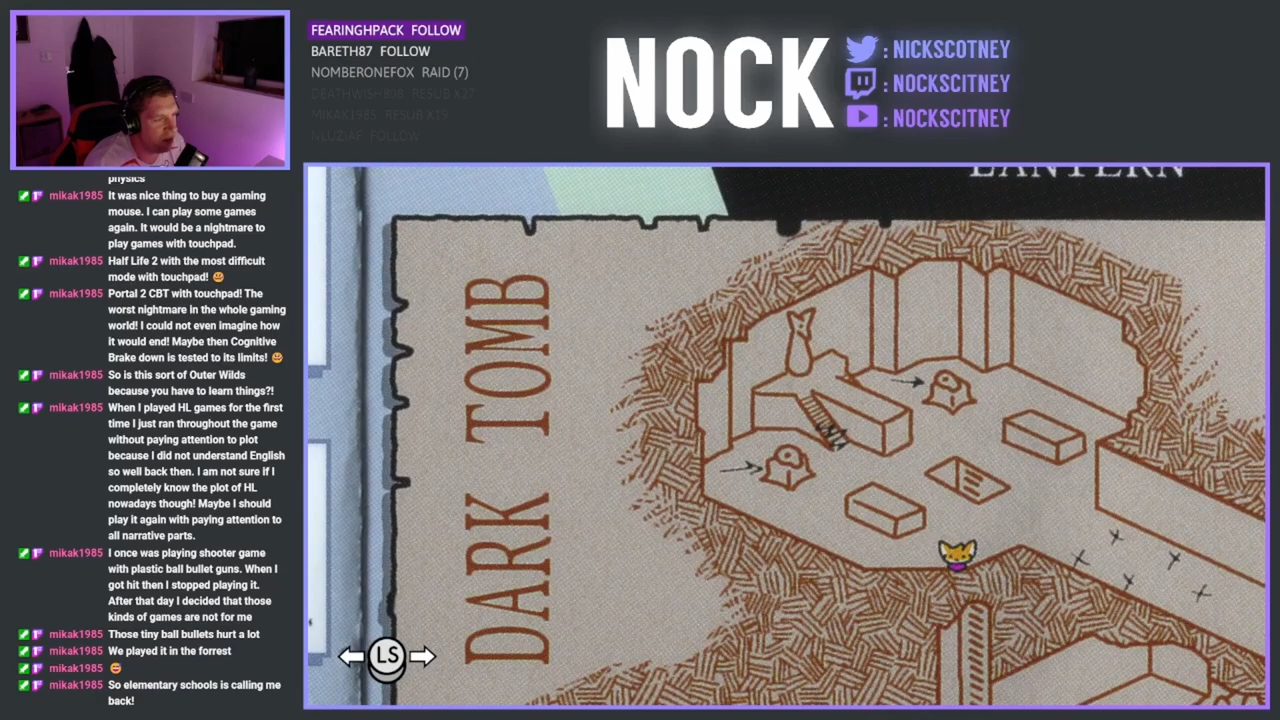 FEARINGHPACK FOLLOW
BARETH87 FOLLOW
NOMBERONEFOX RAID (7)
DEATHWISH808 RESUB X27
MIKAK1985 RESUB X19
NLUZIAF FOLLOW
NOCK
: NICKSCOTNEY
: NOCKSCITNEY
: NOCKSCITNEY
physics
mikak1985 It was nice thing to buy a gaming
mouse. I can play some games
again. It would be a nightmare to
play games with touchpad.
mikak1985 Half Life 2 with the most difficult
mode with touchpad!
mikak1985 Portal 2 CBT with touchpad! The
worst nightmare in the whole gaming
world! I could not even imagine how
it would end! Maybe then Cognitive
Brake down is tested to its limits!
mikak1985 So is this sort of Outer Wilds
because you have to learn things?!
mikak1985 When I played HL games for the first
time I just ran throughout the game
without paying attention to plot
because I did not understand English
so well back then. I am not sure if I
completely know the plot of HL
nowadays though! Maybe I should
play it again with paying attention to
all narrative parts.
mikak1985 I once was playing shooter game
with plastic ball bullet guns. When I
got hit then I stopped playing it.
After that day I decided that those
kinds of games are not for me
mikak1985 Those tiny ball bullets hurt a lot
mikak1985 We played it in the forrest
mikak1985
mikak1985 So elementary schools is calling me
back!
LANTERN
DARK TOMB
LS